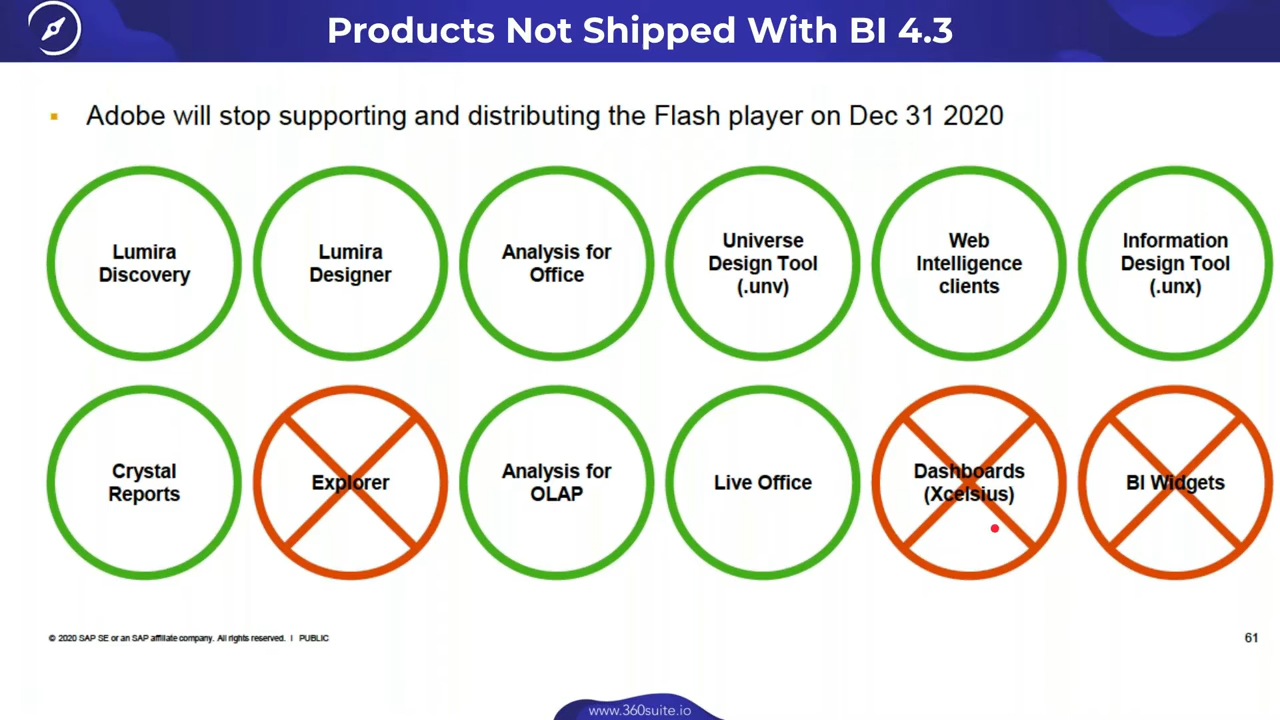 Products Not Shipped With BI 4.3
Adobe will stop supporting and distributing the Flash player on Dec 31 2020
Lumira
Discovery
Lumira
Designer
Analysis for
Office
Universe
Design Tool
(.unv)
Web
Intelligence
clients
Information
Design Tool
(.unx)
Crystal
Reports
Explorer
Analysis for
OLAP
Live Office
Dashboards
(Xcelsius)
BI Widgets
© 2020 SAP SE or an SAP affiliate company. All rights reserved. | PUBLIC
61
www.360suite.io